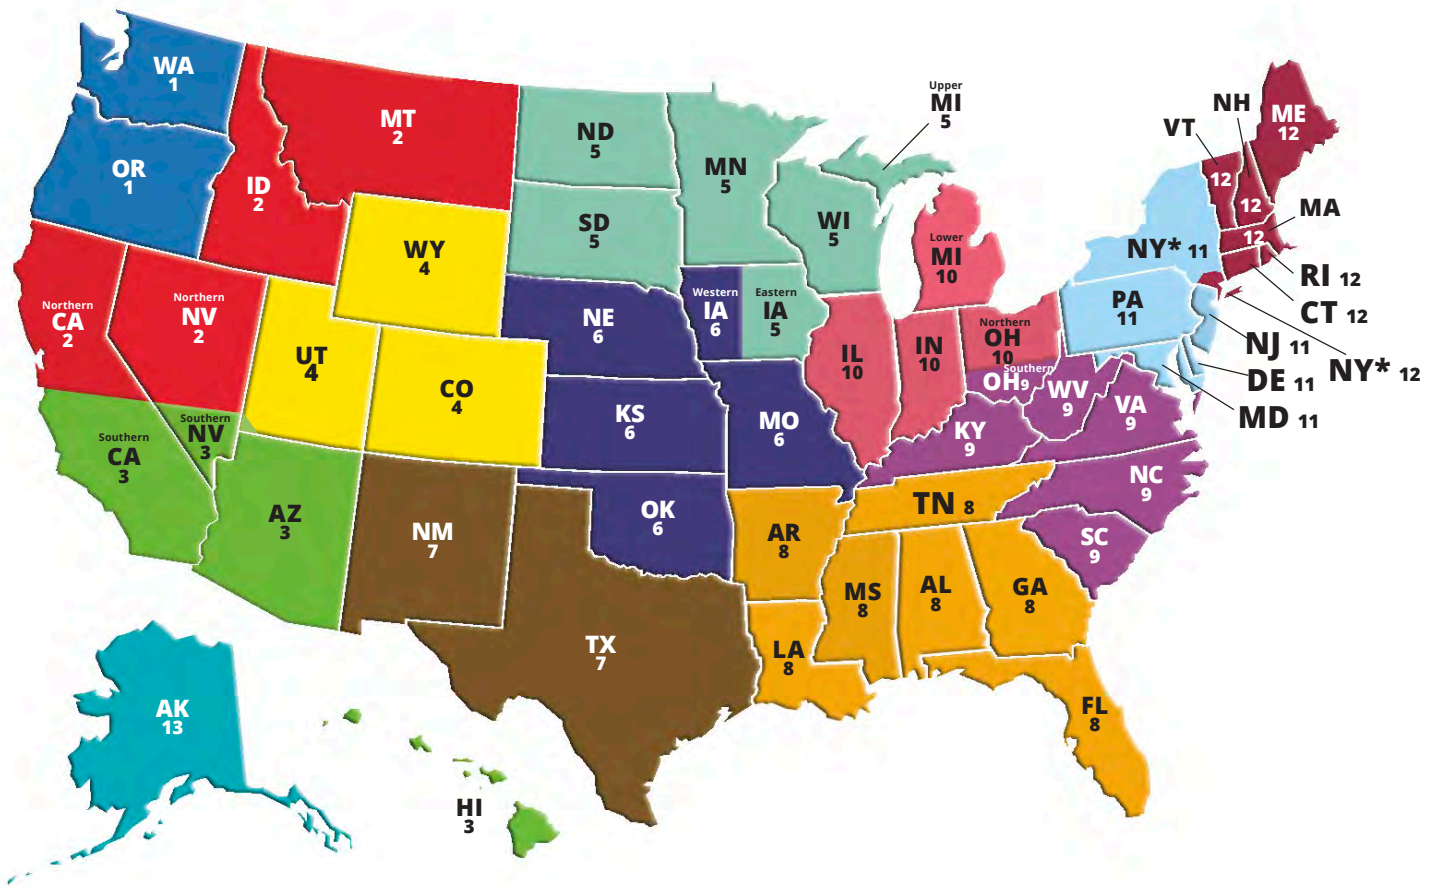 WA
1
OR
1
MT
2
ID
2
WY
4
Northern
CA
2
Northern
NV
2
UT
4
CO
4
Southern
CA
3
Southern
NV
3
AZ
3
NM
7
ND
5
SD
5
NE
6
KS
6
OK
6
TX
7
MN
5
WI
5
Upper
MI
5
Western
IA
6
Eastern
IA
5
MO
6
AR
8
LA
8
Lower
MI
10
IL
10
IN
10
Northern
OH
10
Southern
OH9
KY
9
WV
9
VA
9
NC
9
SC
9
TN 8
MS
8
AL
8
GA
8
FL
8
PA
11
NY* 11
VT
12
NH
12
ME
12
MA
12
RI 12
CT 12
NJ 11
NY* 12
DE 11
MD 11
AK
13
HI
3